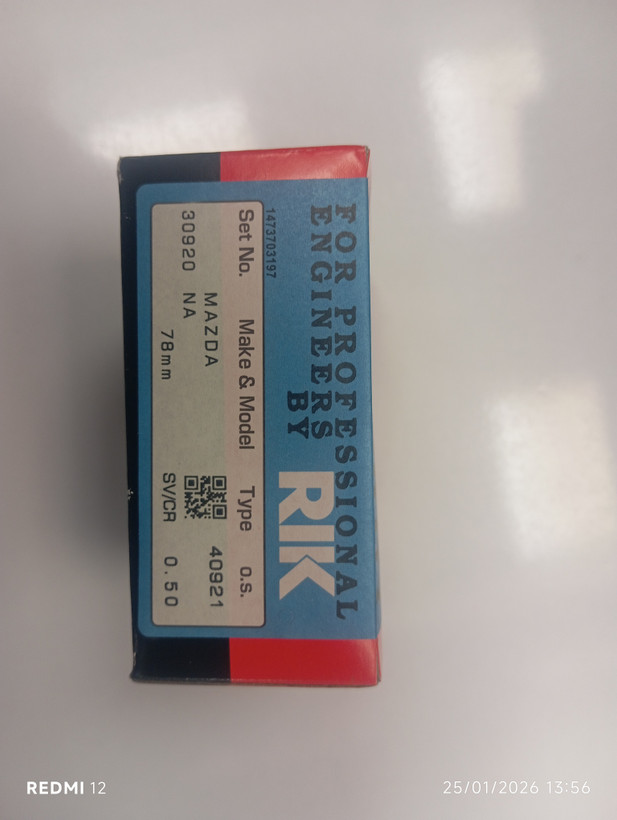 FOR PROFESSIONAL
ENGINEERS
BY
RIK
1473703197
Set No. Make & Model Type O.S.
MAZDA 40921
30920 NA
78mm SV/CR 0.50
REDMI 12
25/01/2026 13:56